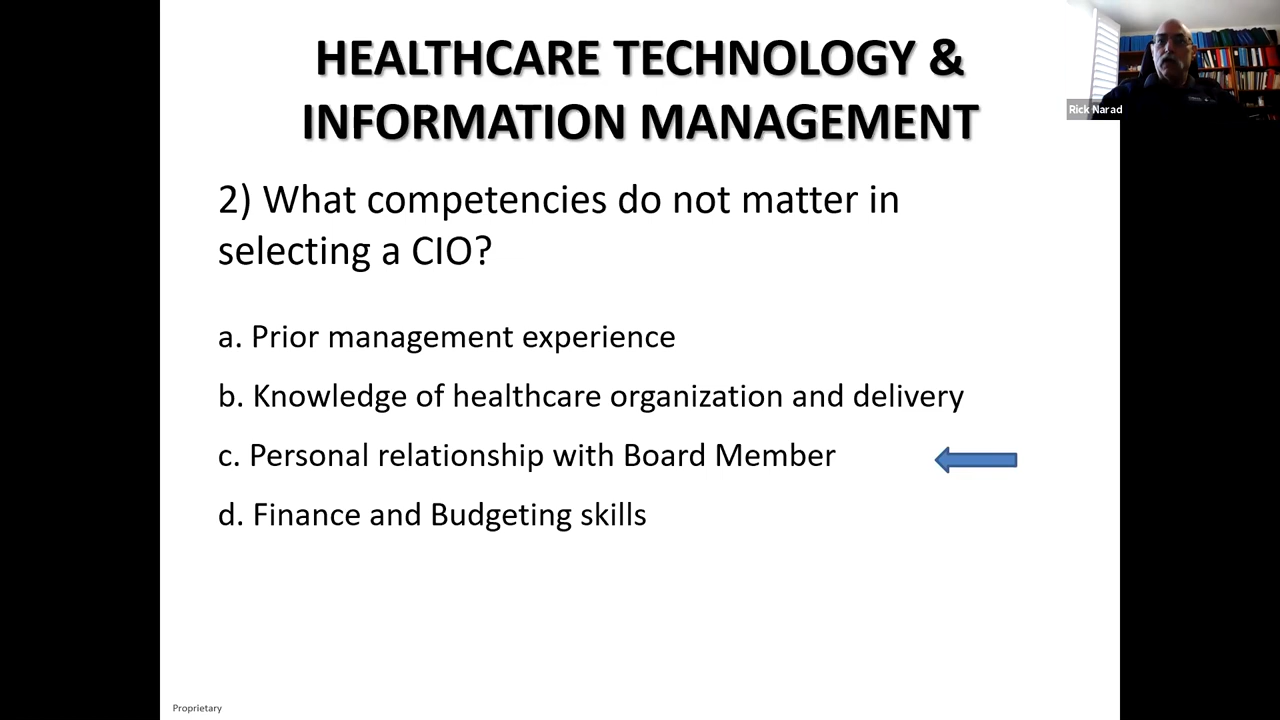 HEALTHCARE TECHNOLOGY &
INFORMATION MANAGEMENT
Rick Narad
2) What competencies do not matter in
selecting a CIO?
a. Prior management experience
b. Knowledge of healthcare organization and delivery
c. Personal relationship with Board Member
d. Finance and Budgeting skills
Proprietary